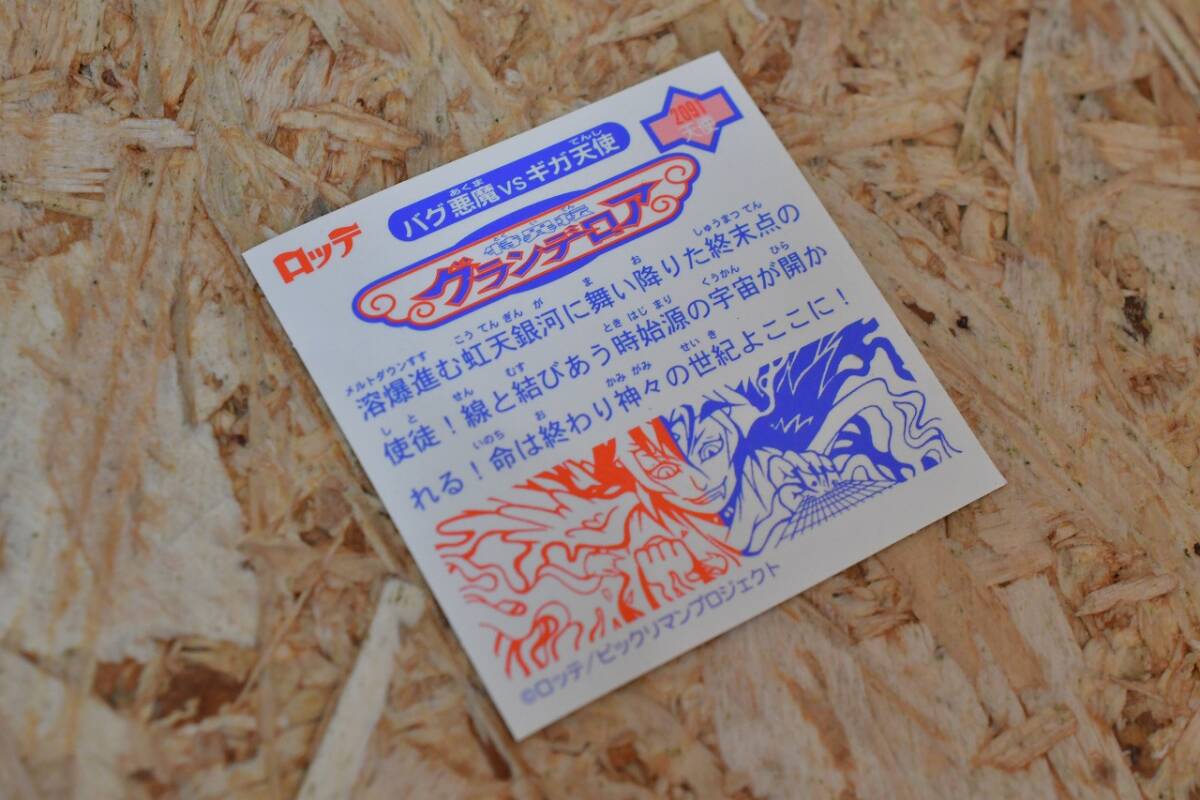 ロッテ
バグ悪魔VSギガ天使
あくま てんし
209
天使
グランデロア
メルトダウンすす こうてんぎんが ま お しゅうまつてん
溶爆進む虹天銀河に舞い降りた終末点の
しと せん むす ときはじまり くうかん ひら
使徒！線と結びあう時始源の宇宙が開か
いのち お かみがみ せいき
れる！命は終わり神々の世紀よここに！
©ロッテ/ビックリマンプロジェクト